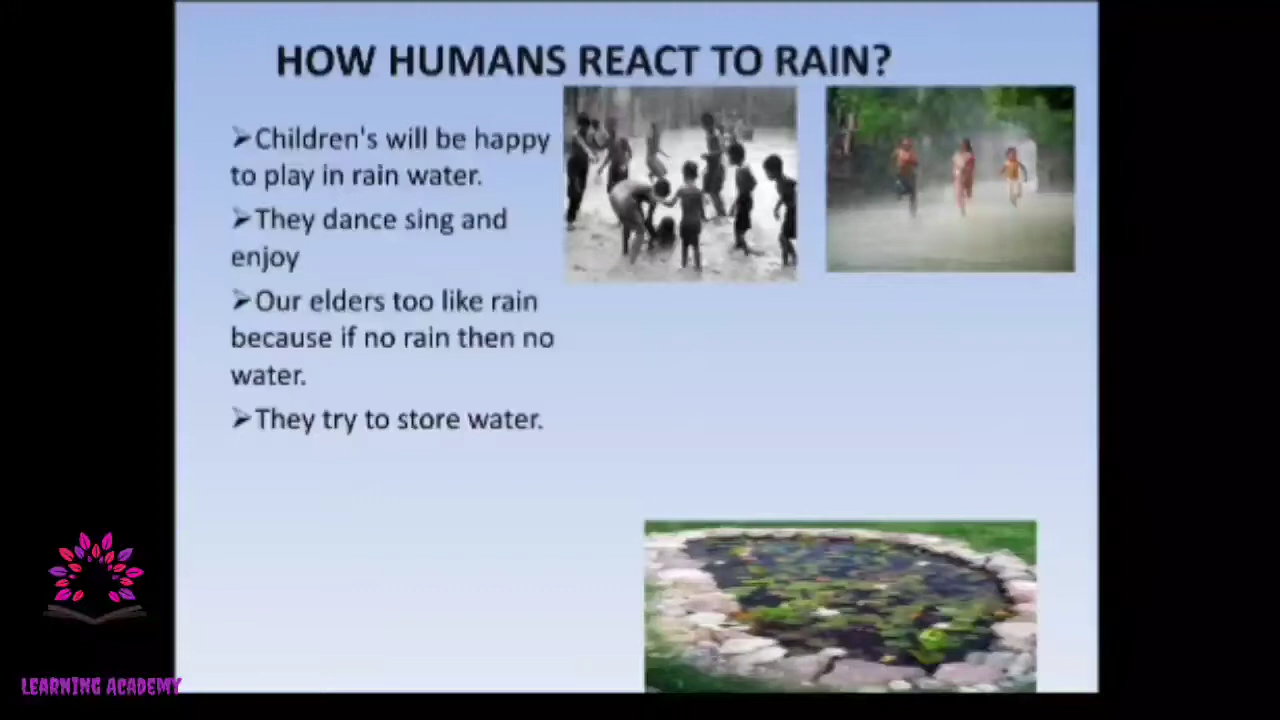 HOW HUMANS REACT TO RAIN?
➢Children's will be happy
to play in rain water.
➢They dance sing and
enjoy
➢Our elders too like rain
because if no rain then no
water.
➢They try to store water.
LEARNING ACADEMY